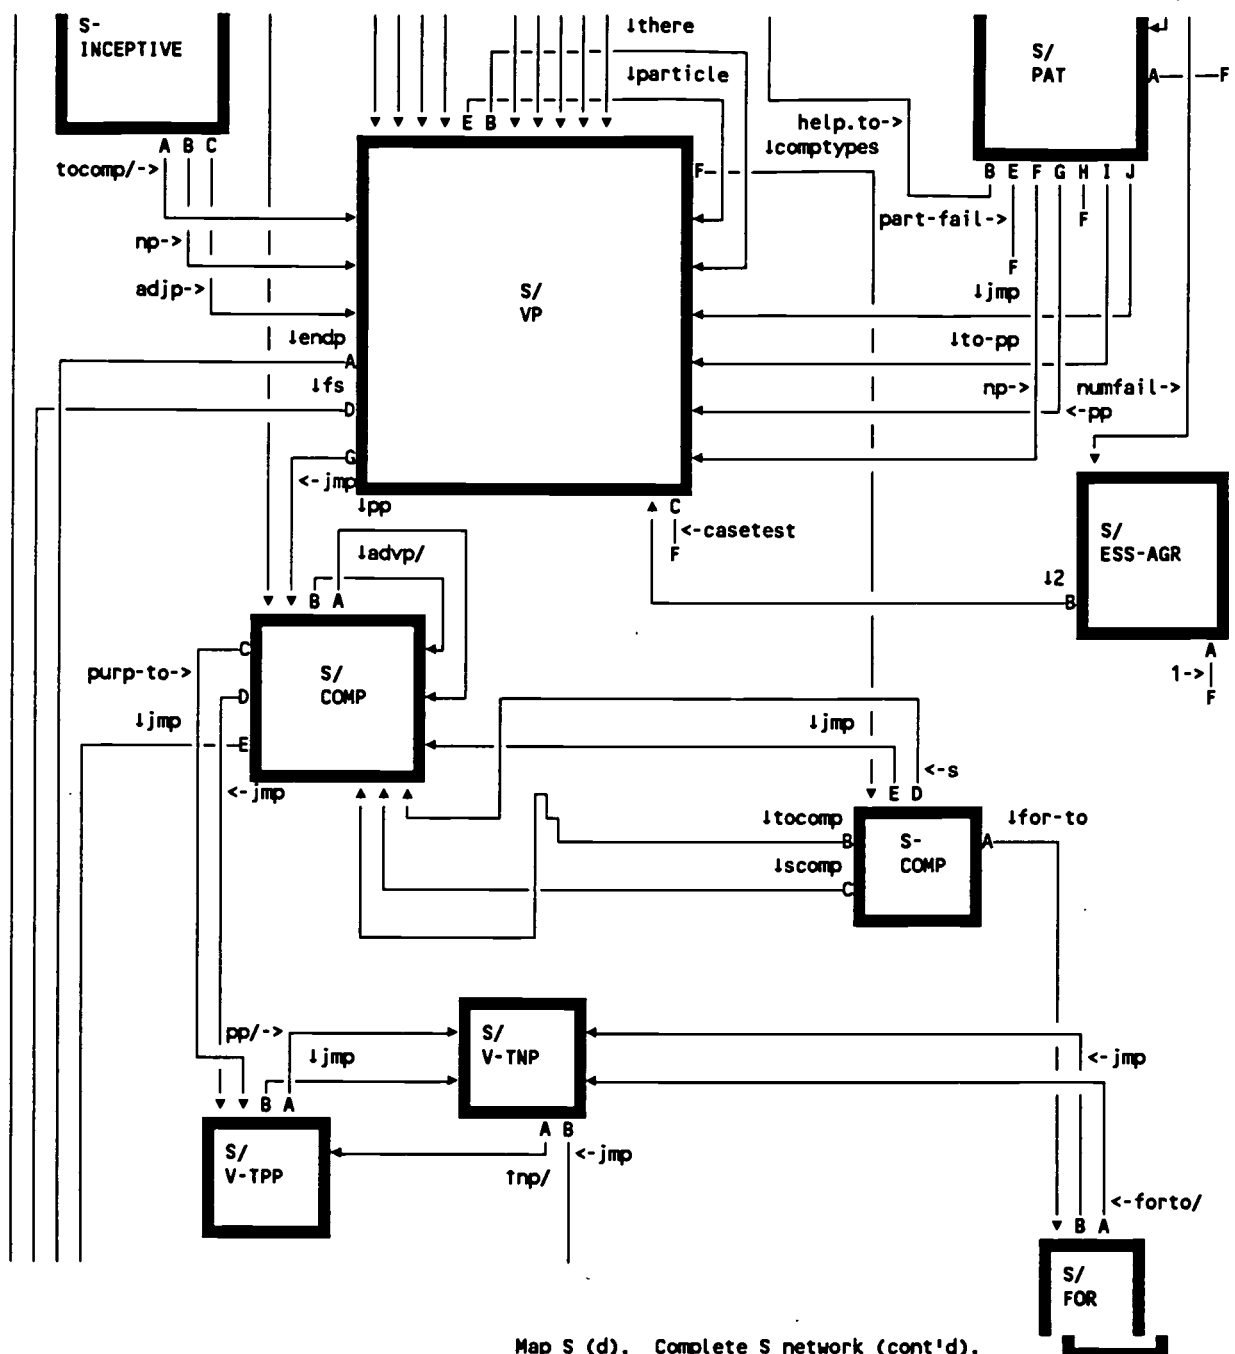 S-
INCEPTIVE
↓there
S/
PAT
A
F
↓particle
E B
help.to->
↓comptypes
A B C
tocomp/->
F
B E F G H I J
part-fail->
F
np->
F
adjp->
S/
VP
↓jmp
↓endp
↓to-pp
A
↓fs
np->
numfail->
D
<-pp
G
<-jmp
↓pp
C
<-casetest
F
↓advp/
S/
ESS-AGR
↓2
B
B A
A
1->
F
C
purp-to->
S/
COMP
D
↓jmp
↓jmp
E
<-s
<-jmp
E D
↓tocomp
↓for-to
B
S-
COMP
A
↓scomp
C
pp/->
S/
V-TNP
↓jmp
<-jmp
B A
A B
S/
V-TPP
<-jmp
↑np/
<-forto/
B A
S/
FOR
Map S (d). Complete S network (cont'd).